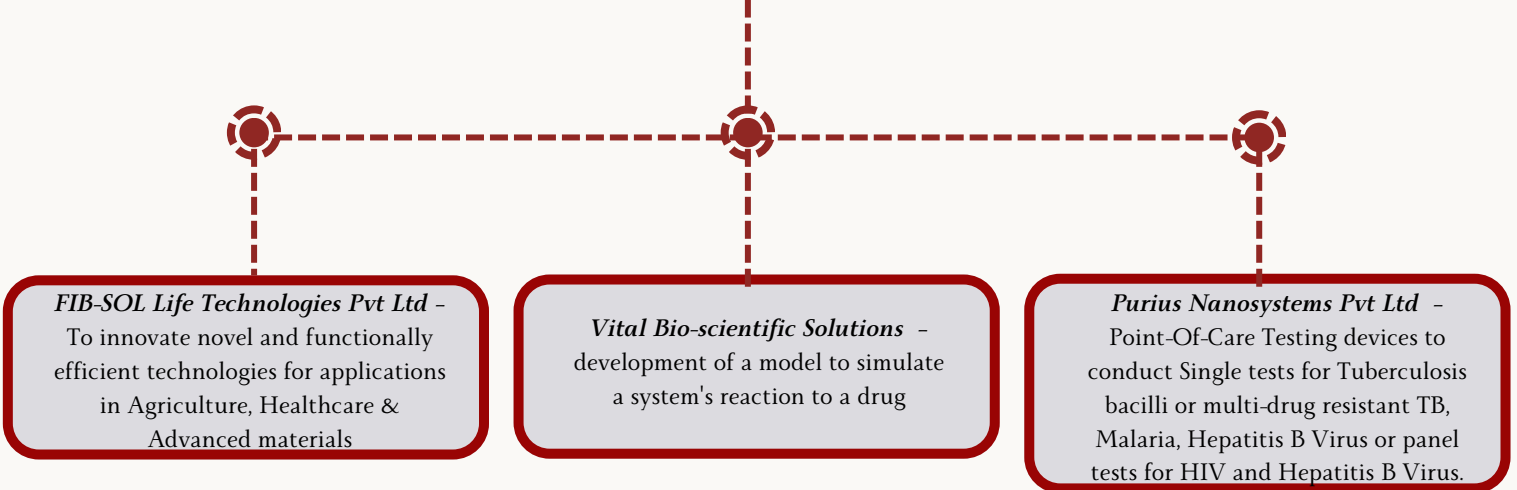 FIB-SOL Life Technologies Pvt Ltd -
To innovate novel and functionally
efficient technologies for applications
in Agriculture, Healthcare &
Advanced materials
Vital Bio-scientific Solutions -
development of a model to simulate
a system's reaction to a drug
Purius Nanosystems Pvt Ltd -
Point-Of-Care Testing devices to
conduct Single tests for Tuberculosis
bacilli or multi-drug resistant TB,
Malaria, Hepatitis B Virus or panel
tests for HIV and Hepatitis B Virus.